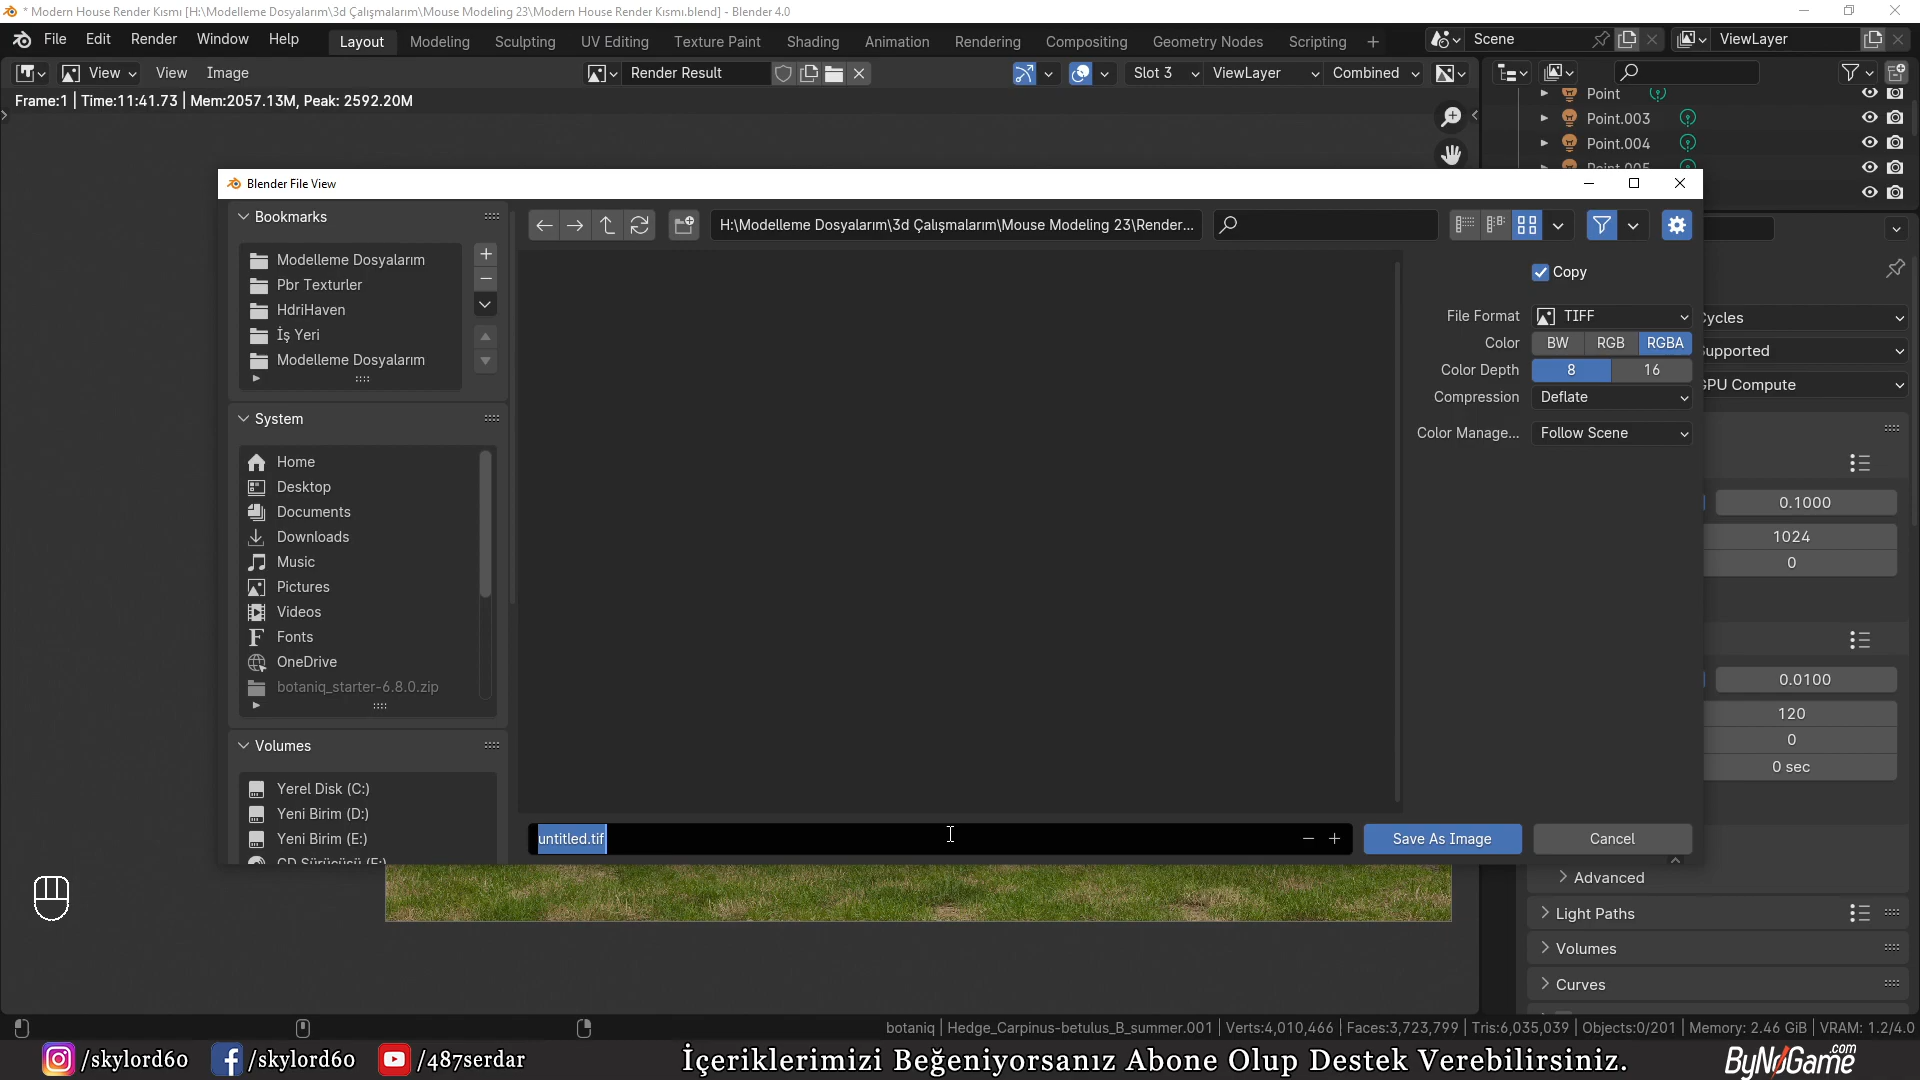 * Modern House Render Kısmı [H:\Modelleme Dosyalarım\3d Çalışmalarım\Mouse Modeling 23\Modern House Render Kısmı.blend] - Blender 4.0
File Edit Render Window Help Layout Modeling Sculpting UV Editing Texture Paint Shading Animation Rendering Compositing Geometry Nodes Scripting + Scene ViewLayer
View View Image Render Result Slot 3 ViewLayer Combined
Frame:1 | Time:11:41.73 | Mem:2057.13M, Peak: 2592.20M
Point
Point.003
Point.004
Point.005
Blender File View
Bookmarks
H:\Modelleme Dosyalarım\3d Çalışmalarım\Mouse Modeling 23\Render...
Modelleme Dosyalarım
Pbr Texturler
HdriHaven
İş Yeri
Modelleme Dosyalarım
System
Home
Desktop
Documents
Downloads
Music
Pictures
Videos
Fonts
OneDrive
botaniq_starter-6.8.0.zip
Volumes
Yerel Disk (C:)
Yeni Birim (D:)
Yeni Birim (E:)
CD Sürücüsü (F:)
Copy
File Format TIFF
Color BW RGB RGBA
Color Depth 8 16
Compression Deflate
Color Manage... Follow Scene
untitled.tif
Save As Image
Cancel
Cycles
Supported
GPU Compute
0.1000
1024
0
0.0100
120
0
0 sec
Advanced
Light Paths
Volumes
Curves
botaniq | Hedge_Carpinus-betulus_B_summer.001 | Verts:4,010,466 | Faces:3,723,799 | Tris:6,035,039 | Objects:0/201 | Memory: 2.46 GiB | VRAM: 1.2/4.0
/skylord60 /skylord60 /487serdar İçeriklerimizi Beğeniyorsanız Abone Olup Destek Verebilirsiniz. ByNoGame.com